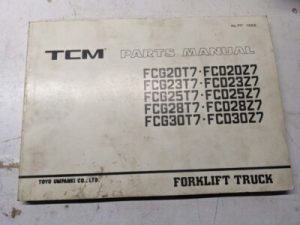 TCM PARTS MANUAL
FCG20T7·FCD20Z7
FCG23T7·FCD23Z7
FCG25T7·FCD25Z7
FCG28T7·FCD28Z7
FCG30T7·FCD30Z7
TOYO UMPANKI CO., LTD. FORKLIFT TRUCK